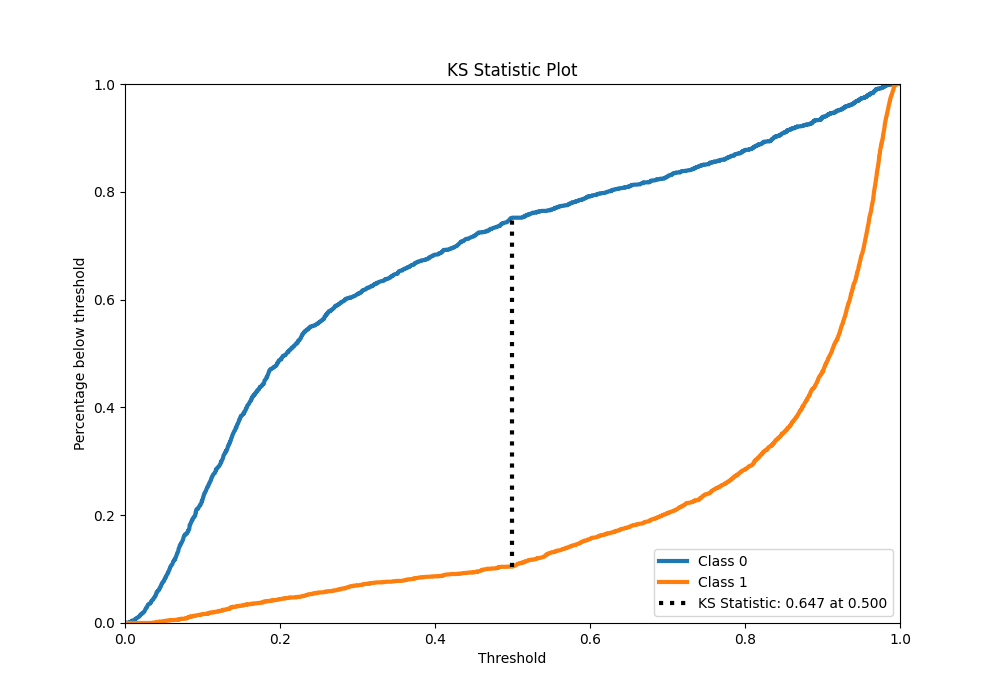 KS Statistic Plot
1.0
0.8
0.6
0.4
0.2
0.0
Percentage below threshold
0.0 0.2 0.4 0.6 0.8 1.0
Threshold
Class 0
Class 1
KS Statistic: 0.647 at 0.500